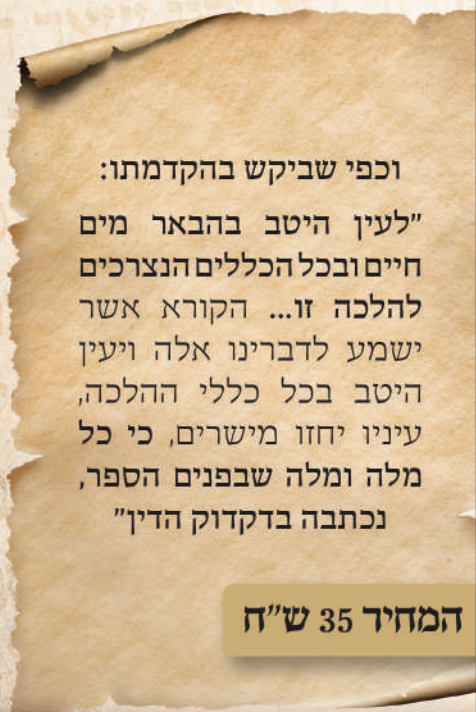 וכפי שביקש בהקדמתו:
"לעין היטב בהבאר מים
חיים ובכל הכללים הנצרכים
להלכה זו... הקורא אשר
ישמע לדברינו אלה ויעין
היטב בכל כללי ההלכה,
עיניו יחזו מישרים, כי כל
מלה ומלה שבפנים הספר,
נכתבה בדקדוק הדין"
המחיר 35 ש"ח